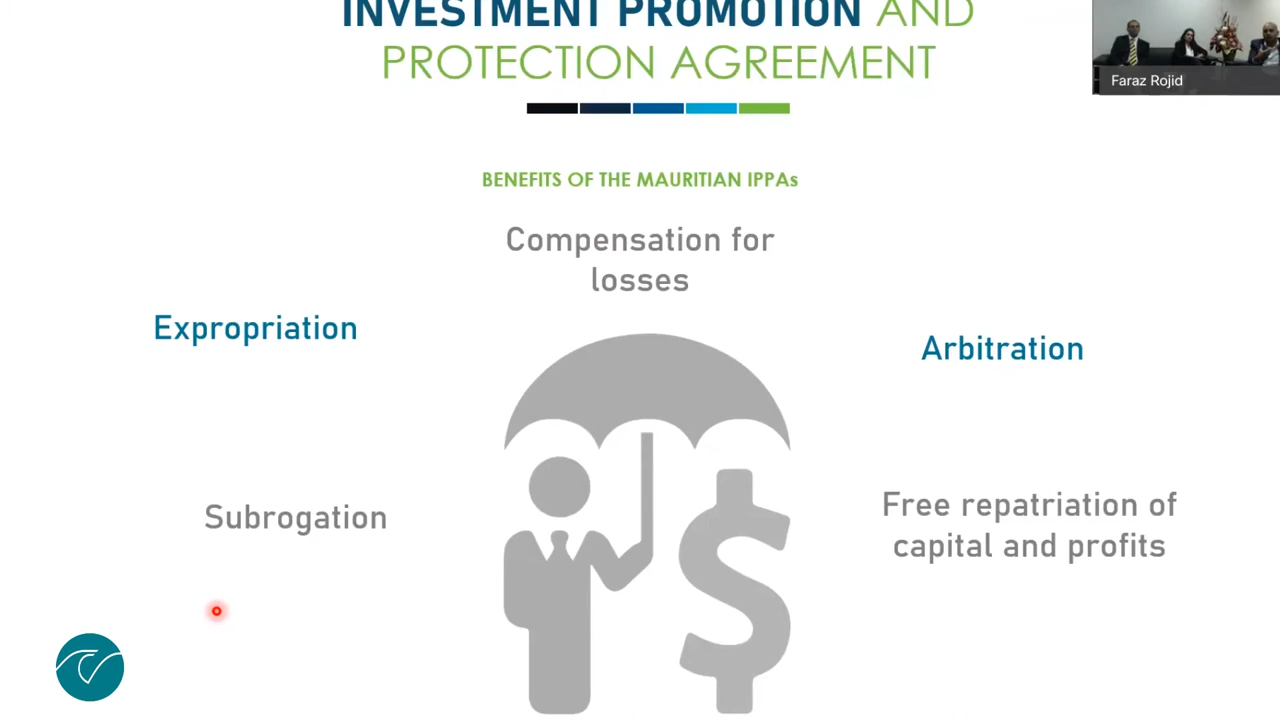 INVESTMENT PROMOTION AND
PROTECTION AGREEMENT
Faraz Rojid
BENEFITS OF THE MAURITIAN IPPAs
Compensation for
losses
Expropriation
Arbitration
Subrogation
Free repatriation of
capital and profits